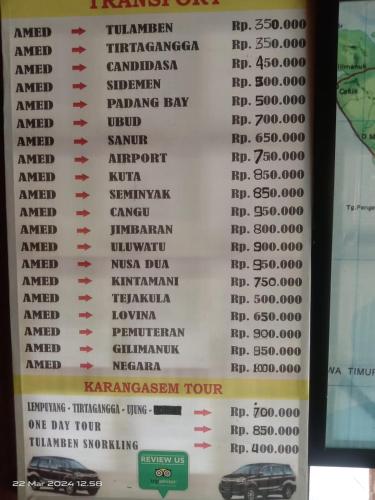 TRANSPORT
AMED TULAMBEN Rp. 350.000
AMED TIRTAGANGGA Rp. 350.000
AMED CANDIDASA Rp. 450.000
AMED SIDEMEN Rp. 500.000
AMED PADANG BAY Rp. 500.000
AMED UBUD Rp. 700.000
AMED SANUR Rp. 650.000
AMED AIRPORT Rp. 750.000
AMED KUTA Rp. 850.000
AMED SEMINYAK Rp. 850.000
AMED CANGU Rp. 950.000
AMED JIMBARAN Rp. 800.000
AMED ULUWATU Rp. 900.000
AMED NUSA DUA Rp. 950.000
AMED KINTAMANI Rp. 750.000
AMED TEJAKULA Rp. 500.000
AMED LOVINA Rp. 650.000
AMED PEMUTERAN Rp. 900.000
AMED GILIMANUK Rp. 950.000
AMED NEGARA Rp. 1000.000
KARANGASEM TOUR
LEMPUYANG - TIRTAGANGGA - UJUNG - Rp. 700.000
ONE DAY TOUR Rp. 850.000
TULAMBEN SNORKLING Rp. 400.000
REVIEW US
22 Mar 2024 12.58
WA TIMUR